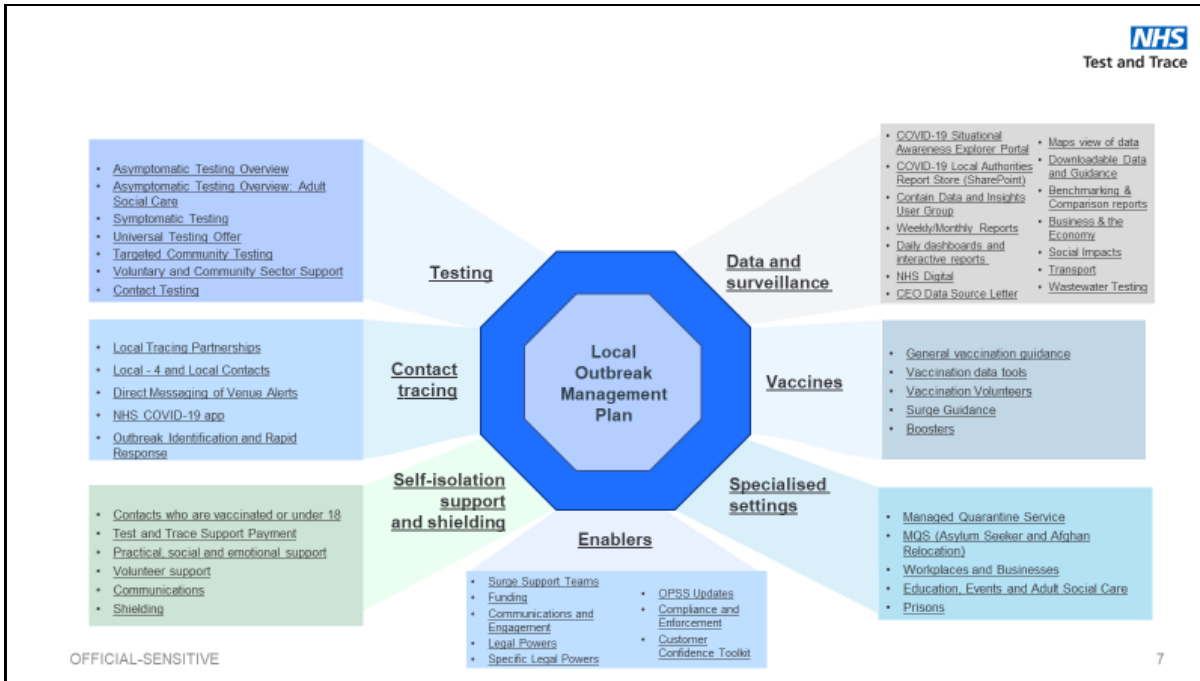 NHS
Test and Trace
• Asymptomatic Testing Overview
• Asymptomatic Testing Overview: Adult
Social Care
• Symptomatic Testing
• Universal Testing Offer
• Targeted Community Testing
• Voluntary and Community Sector Support
• Contact Testing
Testing
• Local Tracing Partnerships
• Local - 4 and Local Contacts
• Direct Messaging of Venue Alerts
• NHS COVID-19 app
• Outbreak Identification and Rapid
Response
Contact
tracing
• Contacts who are vaccinated or under 18
• Test and Trace Support Payment
• Practical, social and emotional support
• Volunteer support
• Communications
• Shielding
Self-isolation
support
and shielding
Local
Outbreak
Management
Plan
Data and
surveillance
• COVID-19 Situational
Awareness Explorer Portal
• COVID-19 Local Authorities
Report Store (SharePoint)
• Contain Data and Insights
User Group
• Weekly/Monthly Reports
• Daily dashboards and
interactive reports
• NHS Digital
• CEO Data Source Letter
• Maps view of data
• Downloadable Data
and Guidance
• Benchmarking &
Comparison reports
• Business & the
Economy
• Social Impacts
• Transport
• Wastewater Testing
Vaccines
• General vaccination guidance
• Vaccination data tools
• Vaccination Volunteers
• Surge Guidance
• Boosters
Specialised
settings
• Managed Quarantine Service
• MQS (Asylum Seeker and Afghan
Relocation)
• Workplaces and Businesses
• Education, Events and Adult Social Care
• Prisons
Enablers
• Surge Support Teams
• Funding
• Communications and
Engagement
• Legal Powers
• Specific Legal Powers
• OPSS Updates
• Compliance and
Enforcement
• Customer
Confidence Toolkit
OFFICIAL-SENSITIVE
7